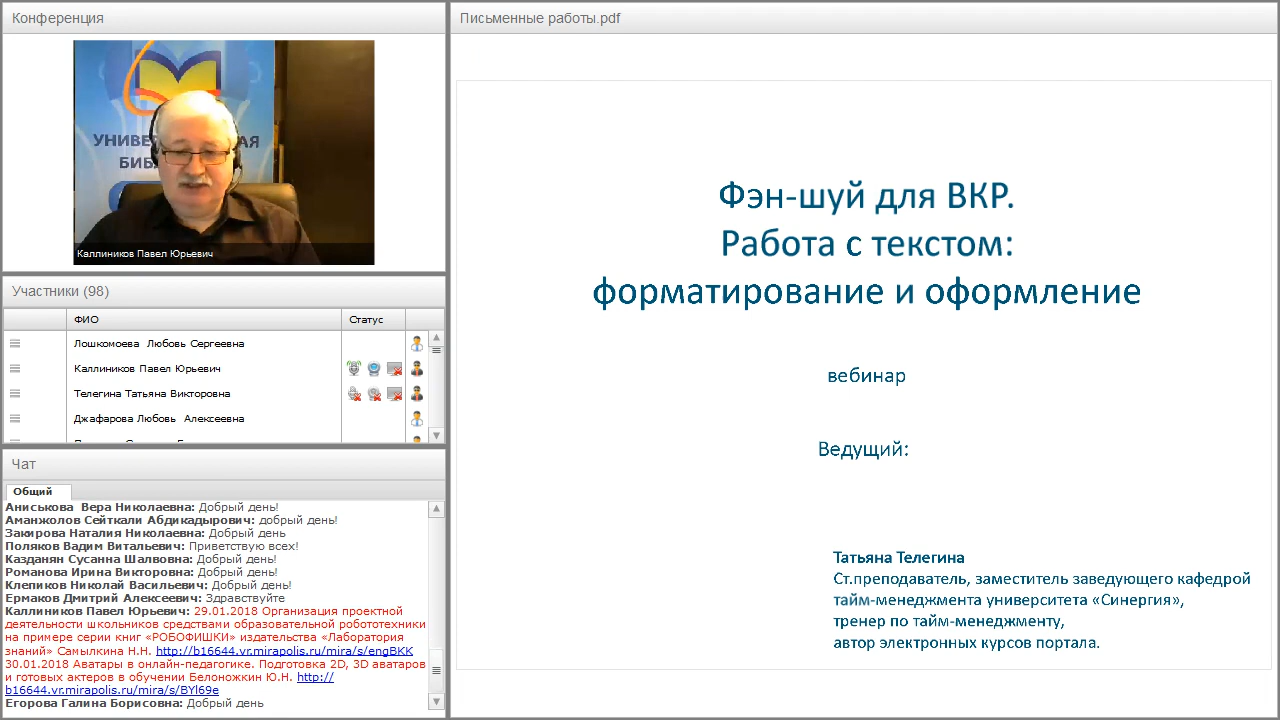 Конференция
УНИВЕ АЯ
БИБ
Каллиников Павел Юрьевич
Участники (98)
ФИО Статус
Лошкомоева Любовь Сергеевна
Каллиников Павел Юрьевич
Телегина Татьяна Викторовна
Джафарова Любовь Алексеевна
Чат
Общий
Аниськова Вера Николаевна: Добрый день!
Аманжолов Сейткали Абдикадырович: добрый день!
Закирова Наталия Николаевна: Добрый день
Поляков Вадим Витальевич: Приветствую всех!
Казданян Сусанна Шалвовна: Добрый день!
Романова Ирина Викторовна: Добрый день!
Клепиков Николай Васильевич: Добрый день!
Ермаков Дмитрий Алексеевич: Здравствуйте
Каллиников Павел Юрьевич: 29.01.2018 Организация проектной
деятельности школьников средствами образовательной робототехники
на примере серии книг «РОБОФИШКИ» издательства «Лаборатория
знаний» Самылкина Н.Н. http://b16644.vr.mirapolis.ru/mira/s/engBKK
30.01.2018 Аватары в онлайн-педагогике. Подготовка 2D, 3D аватаров
и готовых актеров в обучении Белоножкин Ю.Н. http://
b16644.vr.mirapolis.ru/mira/s/BYl69e
Егорова Галина Борисовна: Добрый день
Письменные работы.pdf
Фэн-шуй для ВКР.
Работа с текстом:
форматирование и оформление
вебинар
Ведущий:
Татьяна Телегина
Ст.преподаватель, заместитель заведующего кафедрой
тайм-менеджмента университета «Синергия»,
тренер по тайм-менеджменту,
автор электронных курсов портала.